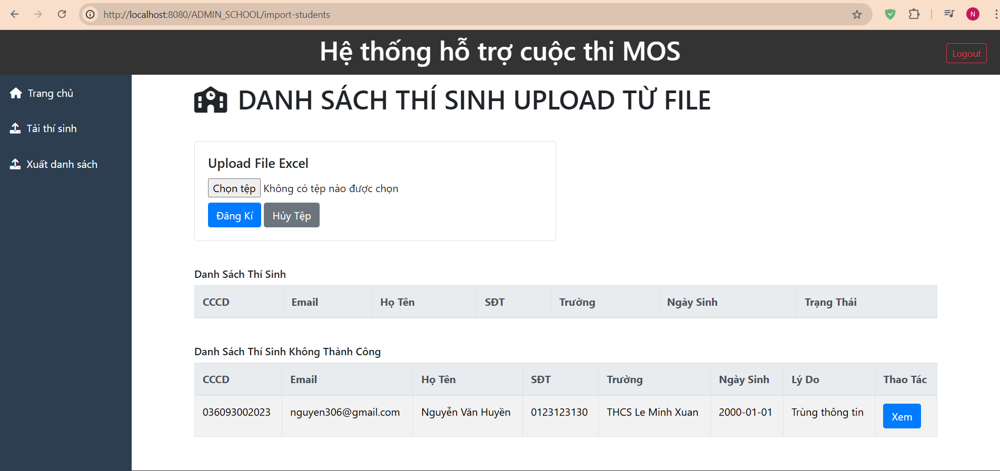 http://localhost:8080/ADMIN_SCHOOL/import-students
N
Hệ thống hỗ trợ cuộc thi MOS
Logout
Trang chủ
Tải thí sinh
Xuất danh sách
DANH SÁCH THÍ SINH UPLOAD TỪ FILE
Upload File Excel
Chọn tệp Không có tệp nào được chọn
Đăng Kí Hủy Tệp
Danh Sách Thí Sinh
CCCD Email Họ Tên SĐT Trường Ngày Sinh Trạng Thái
Danh Sách Thí Sinh Không Thành Công
CCCD Email Họ Tên SĐT Trường Ngày Sinh Lý Do Thao Tác
036093002023 nguyen306@gmail.com Nguyễn Văn Huyền 0123123130 THCS Le Minh Xuan 2000-01-01 Trùng thông tin Xem